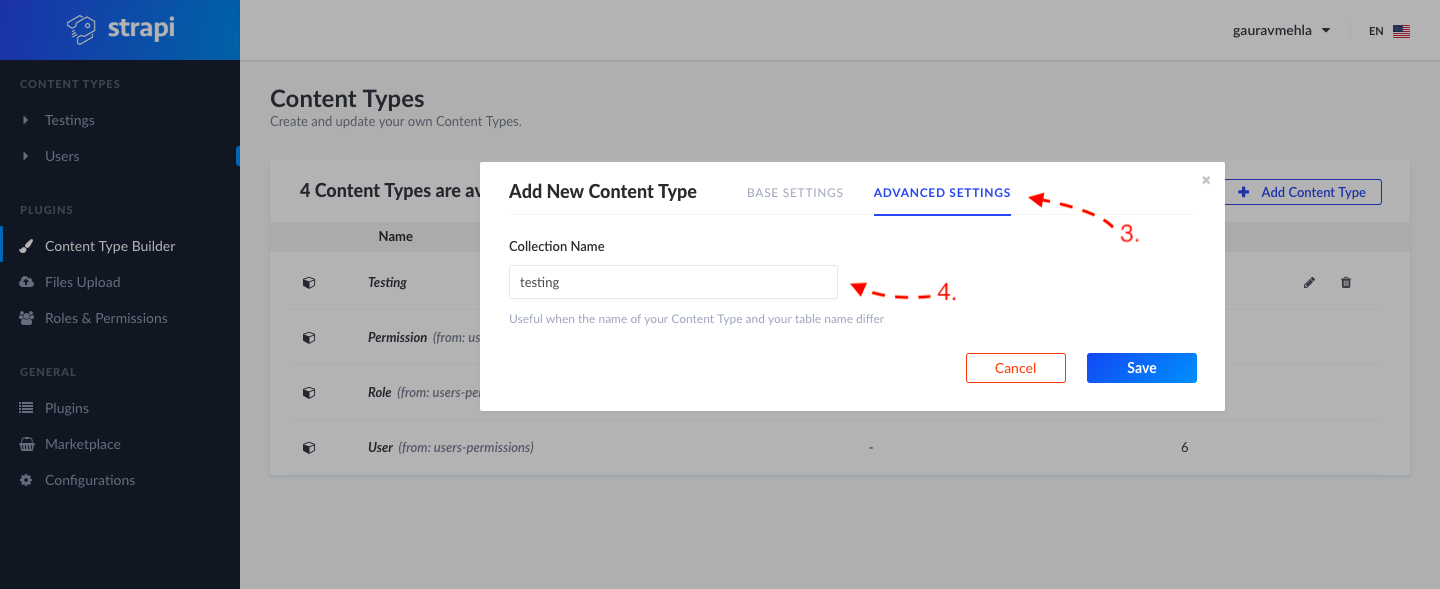 strapi
gauravmehla
EN
CONTENT TYPES
Testings
Users
PLUGINS
Content Type Builder
Files Upload
Roles & Permissions
GENERAL
Plugins
Marketplace
Configurations
Content Types
Create and update your own Content Types.
4 Content Types are av
Add Content Type
Name
Testing
Permission (from: us
Role (from: users-pe
User (from: users-permissions) - 6
Add New Content Type
BASE SETTINGS
ADVANCED SETTINGS
3.
Collection Name
testing
4.
Useful when the name of your Content Type and your table name differ
Cancel
Save